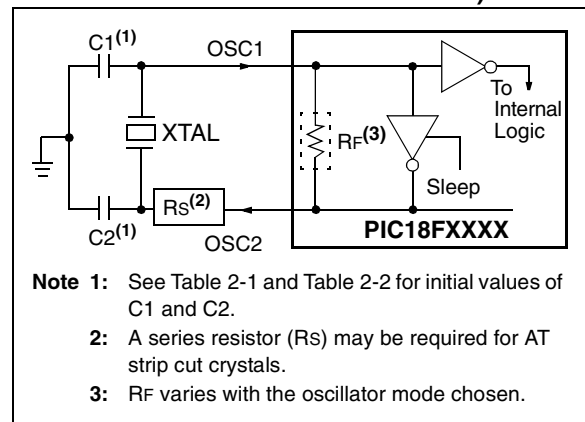 C1(1)
OSC1
To
Internal
Logic
XTAL
RF(3)
Sleep
RS(2)
C2(1)
OSC2
PIC18FXXXX
Note 1: See Table 2-1 and Table 2-2 for initial values of
C1 and C2.
2: A series resistor (RS) may be required for AT
strip cut crystals.
3: RF varies with the oscillator mode chosen.